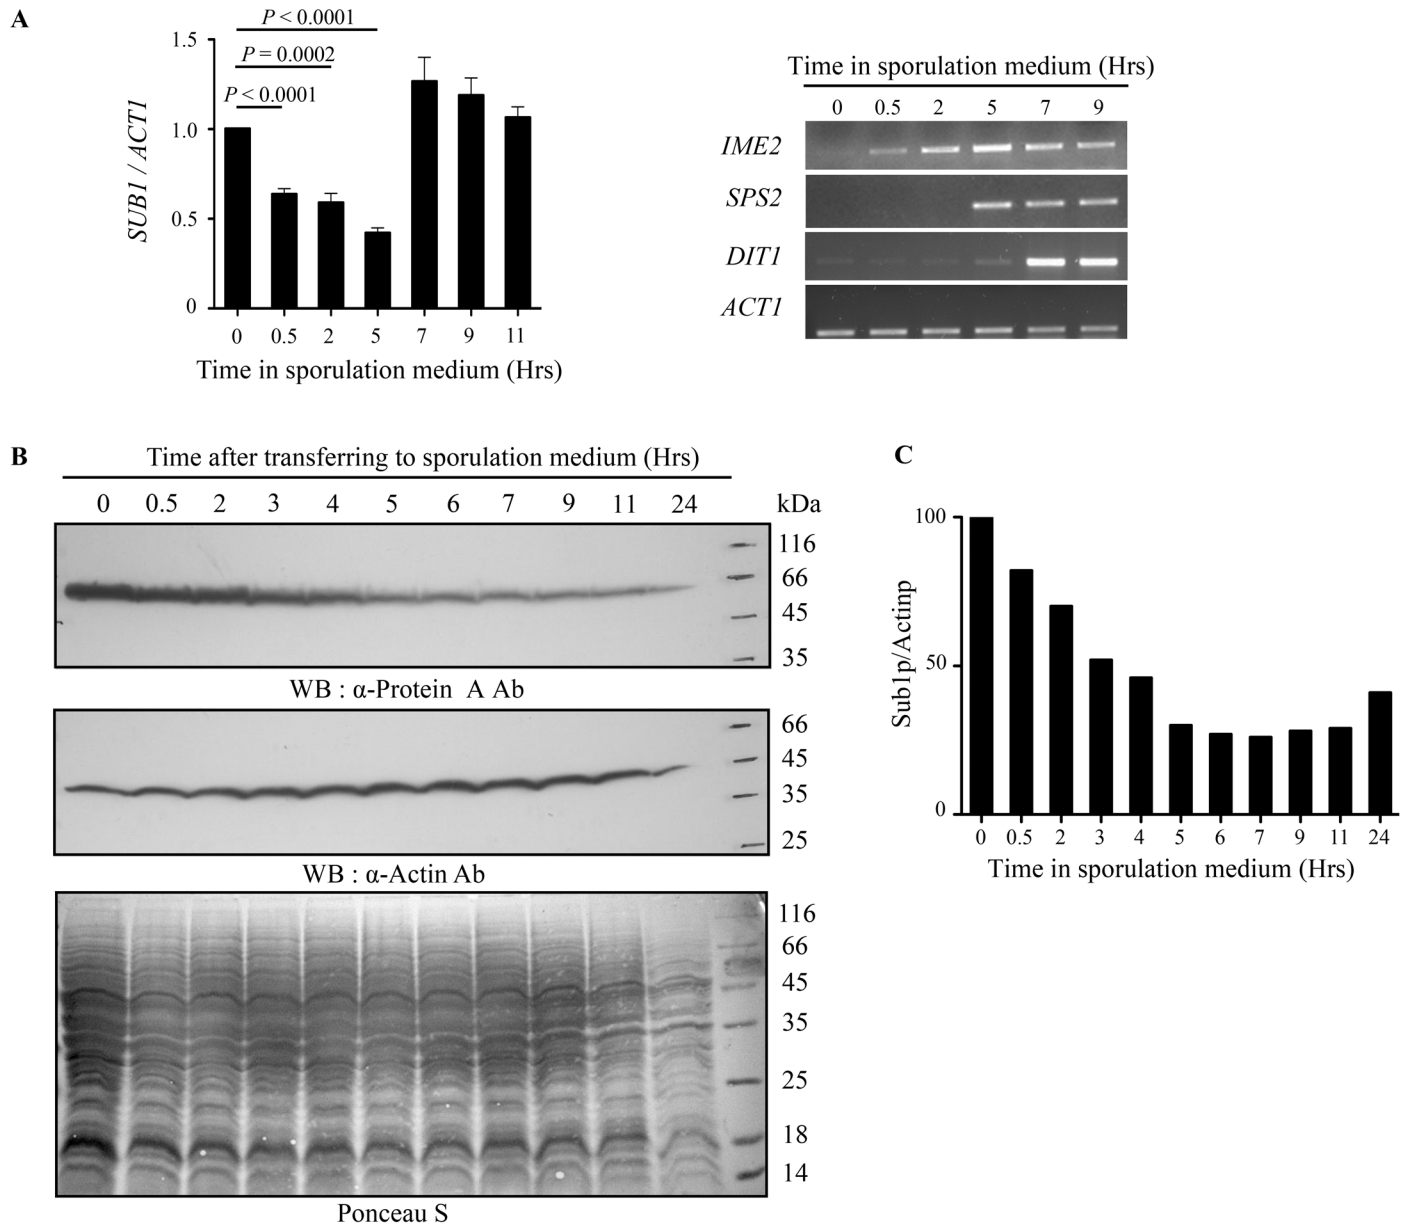 A
P < 0.0001
P = 0.0002
P < 0.0001
1.5
1.0
0.5
0
SUB1 / ACT1
0 0.5 2 5 7 9 11
Time in sporulation medium (Hrs)
Time in sporulation medium (Hrs)
0 0.5 2 5 7 9
IME2
SPS2
DIT1
ACT1
B
Time after transferring to sporulation medium (Hrs)
0 0.5 2 3 4 5 6 7 9 11 24 kDa
116
66
45
35
WB : α-Protein A Ab
66
45
35
25
WB : α-Actin Ab
116
66
45
35
25
18
14
Ponceau S
C
100
50
0
Sub1p/Actinp
0 0.5 2 3 4 5 6 7 9 11 24
Time in sporulation medium (Hrs)